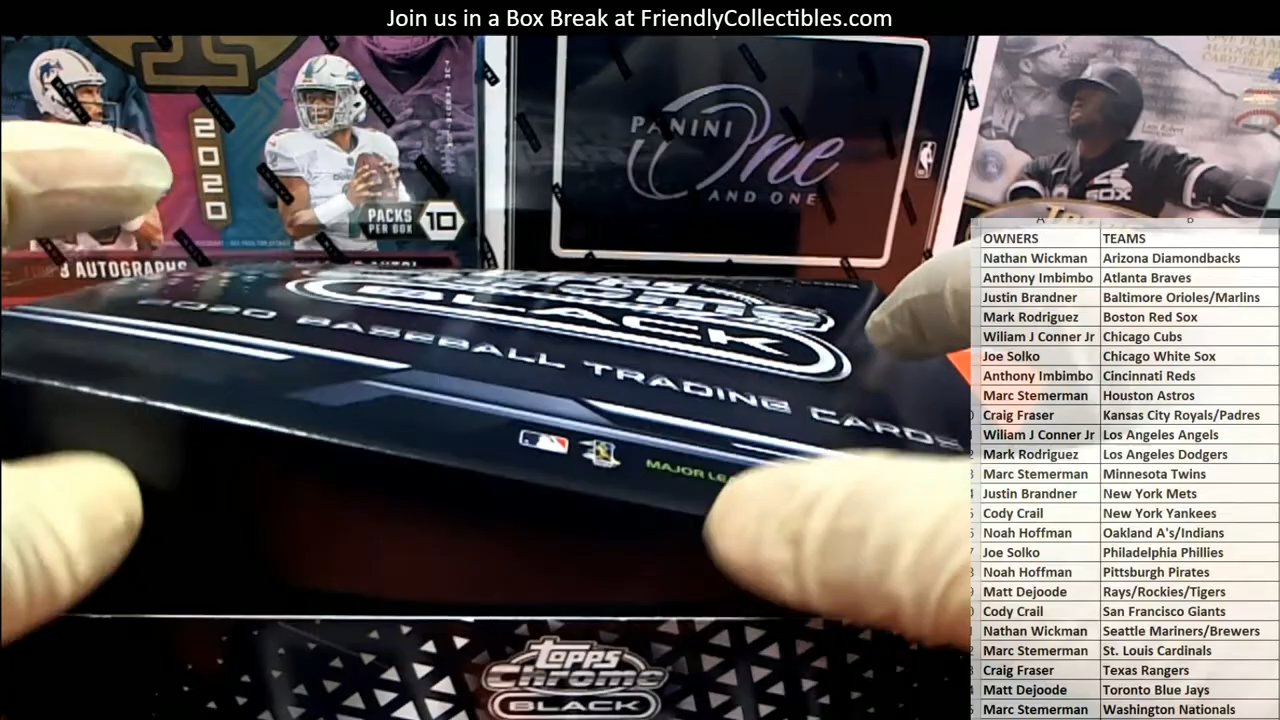 Join us in a Box Break at FriendlyCollectibles.com
2020
PACKS
PER BOX
10
3 AUTOGRAPHS
PANINI
One
AND ONE
SOX
CHROME
BLACK
2020 BASEBALL TRADING CARDS
MAJOR LEA
topps
Chrome
BLACK
A B
OWNERS TEAMS
Nathan Wickman Arizona Diamondbacks
Anthony Imbimbo Atlanta Braves
Justin Brandner Baltimore Orioles/Marlins
Mark Rodriguez Boston Red Sox
Wiliam J Conner Jr Chicago Cubs
Joe Solko Chicago White Sox
Anthony Imbimbo Cincinnati Reds
Marc Stemerman Houston Astros
Craig Fraser Kansas City Royals/Padres
Wiliam J Conner Jr Los Angeles Angels
Mark Rodriguez Los Angeles Dodgers
Marc Stemerman Minnesota Twins
Justin Brandner New York Mets
Cody Crail New York Yankees
Noah Hoffman Oakland A's/Indians
Joe Solko Philadelphia Phillies
Noah Hoffman Pittsburgh Pirates
Matt Dejoode Rays/Rockies/Tigers
Cody Crail San Francisco Giants
Nathan Wickman Seattle Mariners/Brewers
Marc Stemerman St. Louis Cardinals
Craig Fraser Texas Rangers
Matt Dejoode Toronto Blue Jays
Marc Stemerman Washington Nationals